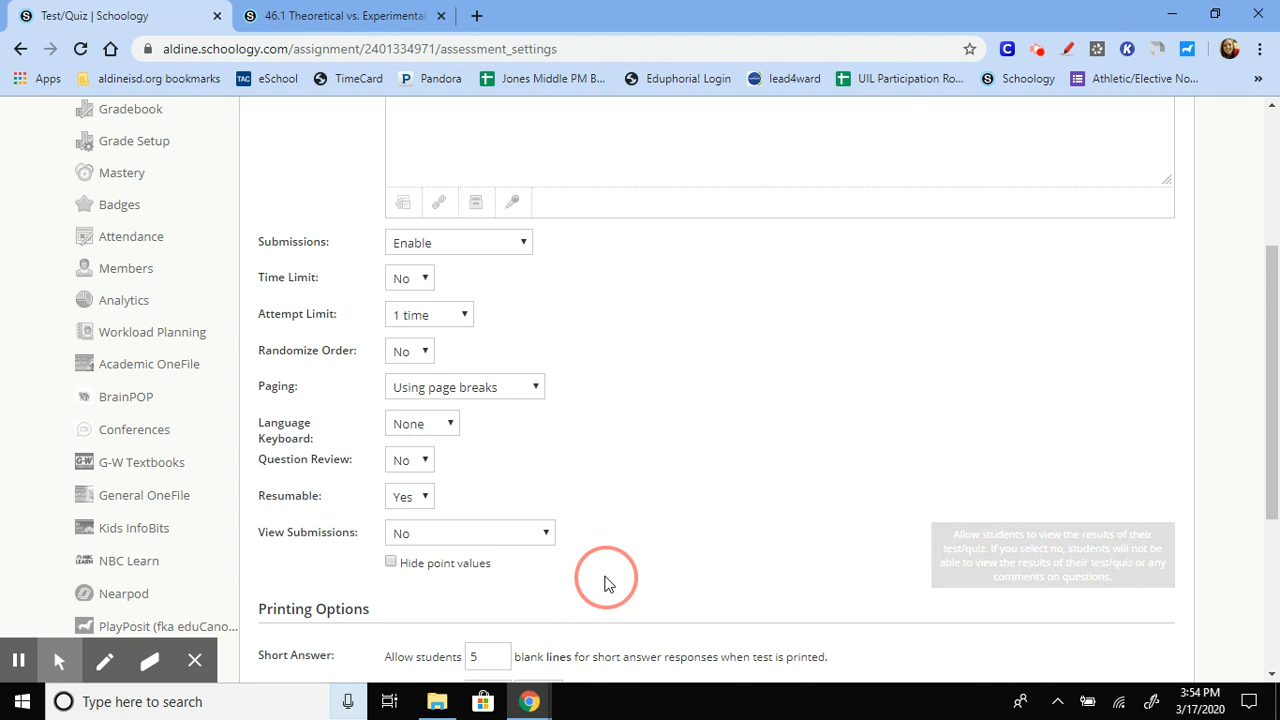 Test/Quiz | Schoology
46.1 Theoretical vs. Experimental
aldine.schoology.com/assignment/2401334971/assessment_settings
Apps
aldineisd.org bookmarks
TAC
eSchool
TimeCard
Pandora
Jones Middle PM B...
Eduphoria! Login
lead4ward
UIL Participation Ro...
Schoology
Athletic/Elective No...
»
Gradebook
Grade Setup
Mastery
Badges
Attendance
Members
Analytics
Workload Planning
Academic OneFile
BrainPOP
Conferences
G-W Textbooks
General OneFile
Kids InfoBits
NBC Learn
Nearpod
PlayPosit (fka eduCano...
Submissions: Enable
Time Limit: No
Attempt Limit: 1 time
Randomize Order: No
Paging: Using page breaks
Language Keyboard: None
Question Review: No
Resumable: Yes
View Submissions: No
Hide point values
Allow students to view the results of their
test/quiz. If you select no, students will not be
able to view the results of their test/quiz or any
comments on questions.
Printing Options
Short Answer: Allow students 5 blank lines for short answer responses when test is printed.
Type here to search
3:54 PM
3/17/2020